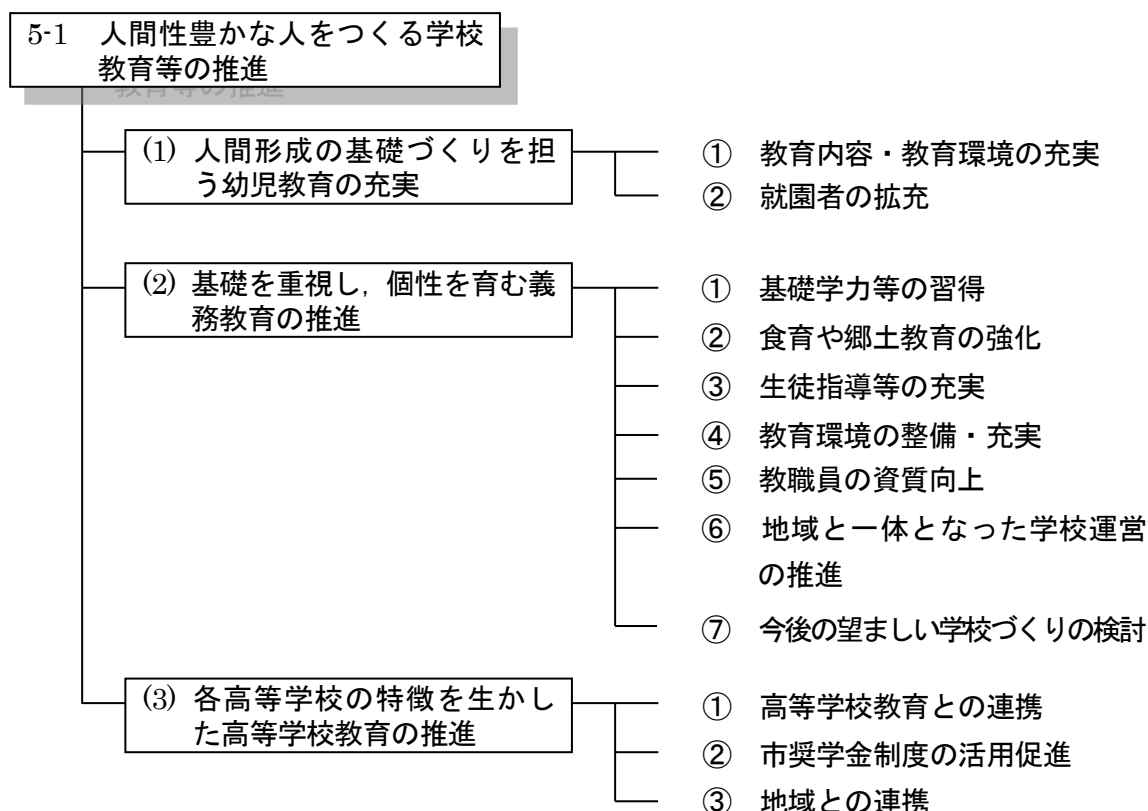 5-1 人間性豊かな人をつくる学校
教育等の推進
(1) 人間形成の基礎づくりを担
う幼児教育の充実
① 教育内容・教育環境の充実
② 就園者の拡充
(2) 基礎を重視し，個性を育む義
務教育の推進
① 基礎学力等の習得
② 食育や郷土教育の強化
③ 生徒指導等の充実
④ 教育環境の整備・充実
⑤ 教職員の資質向上
⑥ 地域と一体となった学校運営
の推進
⑦ 今後の望ましい学校づくりの検討
(3) 各高等学校の特徴を生かし
た高等学校教育の推進
① 高等学校教育との連携
② 市奨学金制度の活用促進
③ 地域との連携